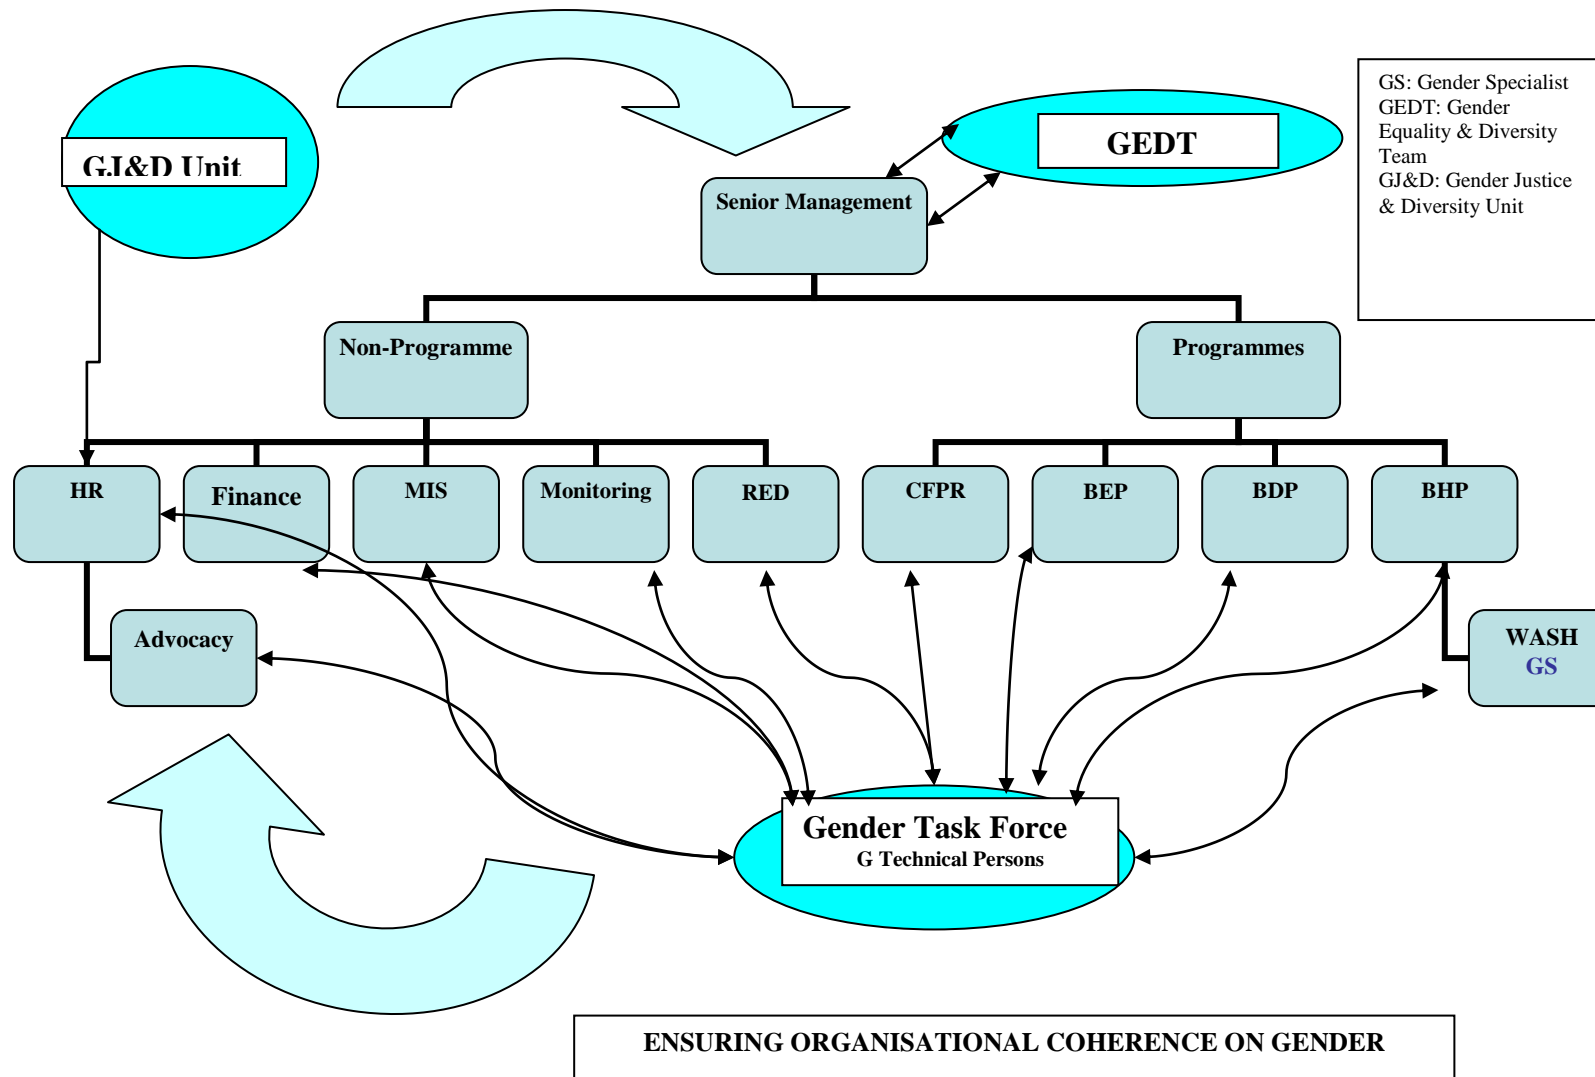 GJ&D Unit
GEDT
GS: Gender Specialist
GEDT: Gender
Equality & Diversity
Team
GJ&D: Gender Justice
& Diversity Unit
Senior Management
Non-Programme
Programmes
HR
Finance
MIS
Monitoring
RED
CFPR
BEP
BDP
BHP
Advocacy
WASH
GS
Gender Task Force
G Technical Persons
ENSURING ORGANISATIONAL COHERENCE ON GENDER